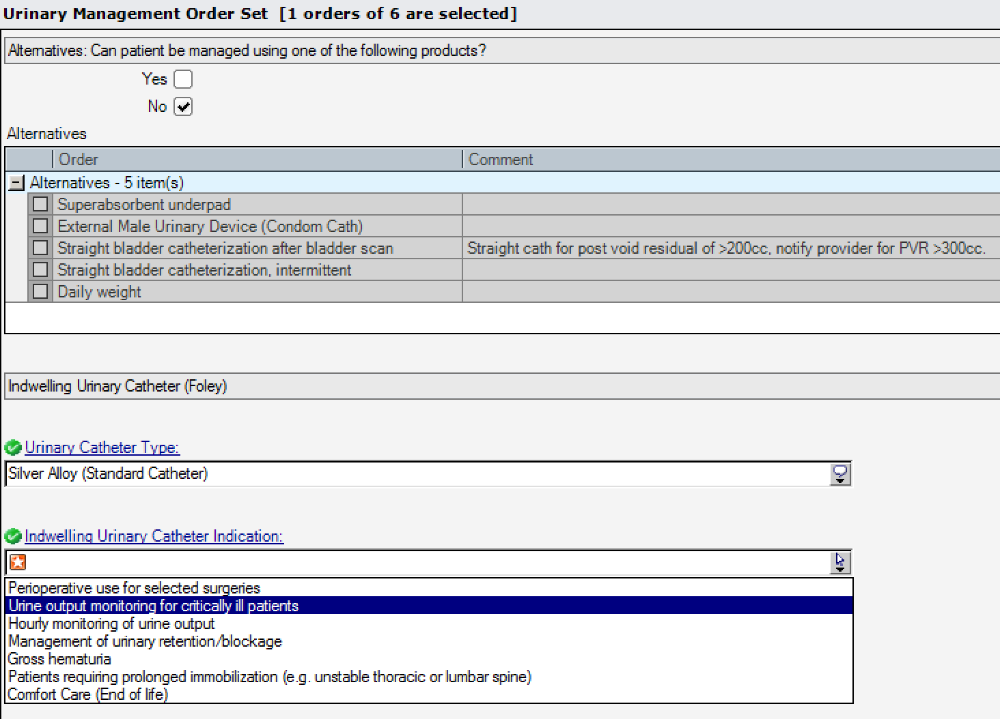 Urinary Management Order Set [1 orders of 6 are selected]
Alternatives: Can patient be managed using one of the following products?
Yes
No
Alternatives
Order Comment
Alternatives - 5 item(s)
Superabsorbent underpad
External Male Urinary Device (Condom Cath)
Straight bladder catheterization after bladder scan Straight cath for post void residual of >200cc, notify provider for PVR >300cc.
Straight bladder catheterization, intermittent
Daily weight
Indwelling Urinary Catheter (Foley)
Urinary Catheter Type:
Silver Alloy (Standard Catheter)
Indwelling Urinary Catheter Indication:
Perioperative use for selected surgeries
Urine output monitoring for critically ill patients
Hourly monitoring of urine output
Management of urinary retention/blockage
Gross hematuria
Patients requiring prolonged immobilization (e.g. unstable thoracic or lumbar spine)
Comfort Care (End of life)